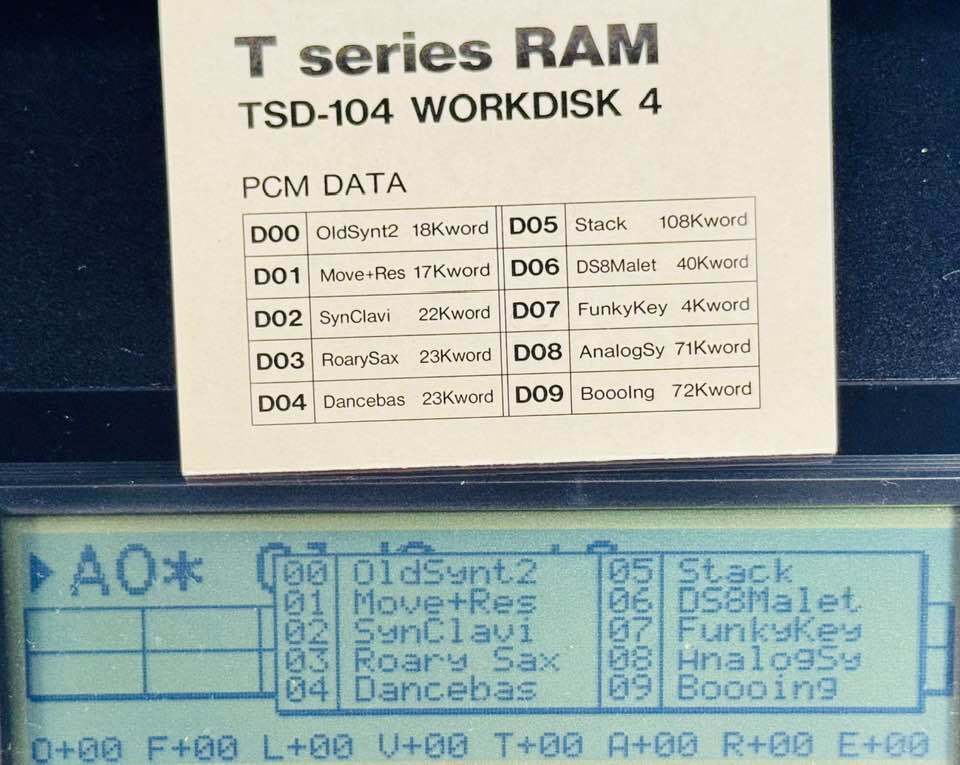 T series RAM
TSD-104 WORKDISK 4
PCM DATA
D00 OldSynt2 18Kword D05 Stack 108Kword
D01 Move+Res 17Kword D06 DS8Malet 40Kword
D02 SynClavi 22Kword D07 FunkyKey 4Kword
D03 RoarySax 23Kword D08 AnalogSy 71Kword
D04 Dancebas 23Kword D09 BoooIng 72Kword
A0*
00 OldSynt2 05 Stack
01 Move+Res 06 DS8Malet
02 SynClavi 07 FunkyKey
03 Roary Sax 08 AnalogSy
04 Dancebas 09 Boooing
O+00 F+00 L+00 V+00 T+00 A+00 R+00 E+00